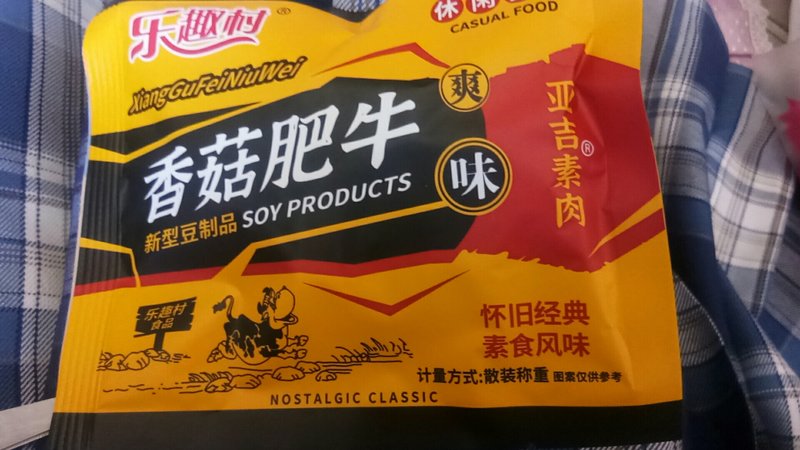 乐趣村®
休闲
CASUAL FOOD
XiangGuFeiNiuWei
香菇肥牛
爽
味
新型豆制品 SOY PRODUCTS
亚吉素肉®
乐趣村
食品
怀旧经典
素食风味
计量方式:散装称重 图案仅供参考
NOSTALGIC CLASSIC